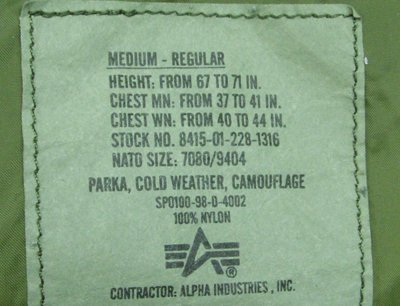 MEDIUM - REGULAR
HEIGHT: FROM 67 TO 71 IN.
CHEST MN: FROM 37 TO 41 IN.
CHEST WN: FROM 40 TO 44 IN.
STOCK NO. 8415-01-228-1316
NATO SIZE: 7080/9404
PARKA, COLD WEATHER, CAMOUFLAGE
SPO100-98-D-4002
100% NYLON
®
CONTRACTOR: ALPHA INDUSTRIES , INC.